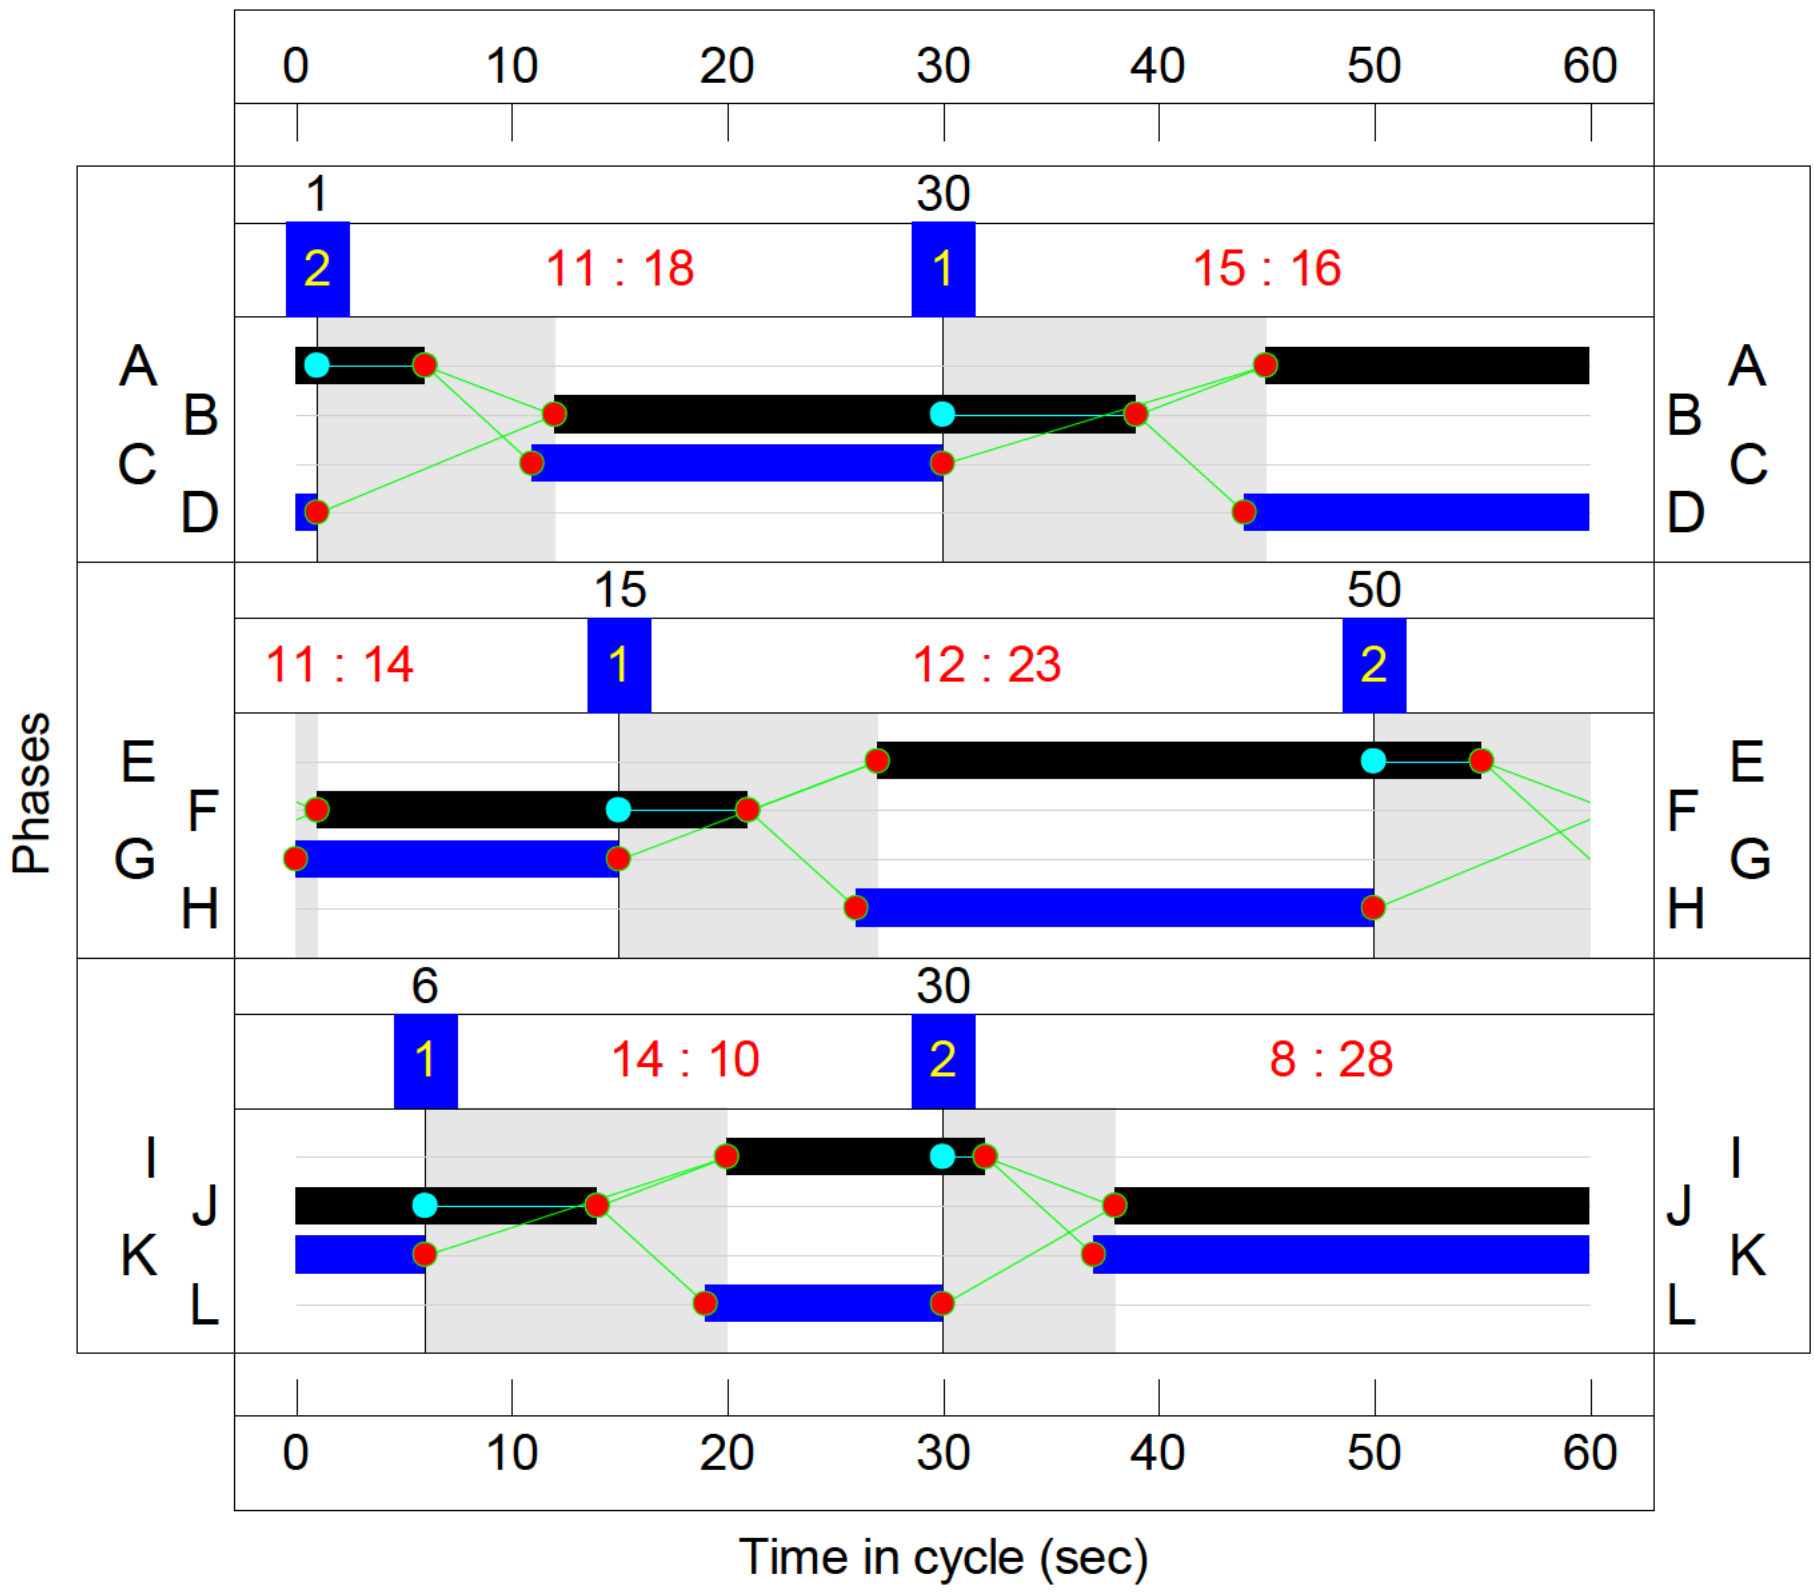 0 10 20 30 40 50 60
1 30
2 11 : 18 1 15 : 16
A A
B B
C C
D D
15 50
11 : 14 1 12 : 23 2
Phases
E E
F F
G G
H H
6 30
1 14 : 10 2 8 : 28
I I
J J
K K
L L
0 10 20 30 40 50 60
Time in cycle (sec)